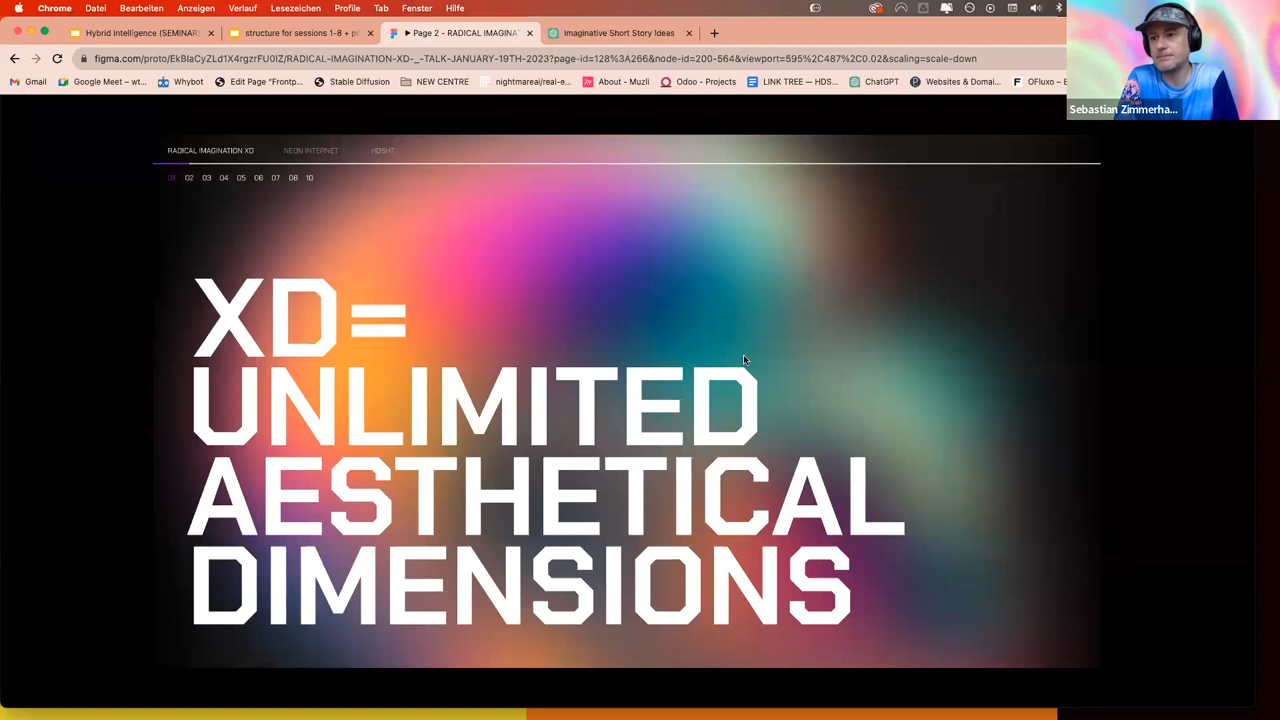 Chrome Datei Bearbeiten Anzeigen Verlauf Lesezeichen Profile Tab Fenster Hilfe
Hybrid intelligence (SEMINAR structure for sessions 1-8 + p Page 2 - RADICAL IMAGINA Imaginative Short Story Ideas
figma.com/proto/EkBlaCyZLd1X4rgzrFU0IZ/RADICAL-IMAGINATION-XD-_-TALK-JANUARY-19TH-2023?page-id=128%3A266&node-id=200-564&viewport=595%2C487%2C0.02&scaling=scale-down
Gmail Google Meet – wt... Whybot Edit Page "Frontp... Stable Diffusion NEW CENTRE nightmareai/real-e... About - Muzli Odoo - Projects LINK TREE — HDS... ChatGPT Websites & Domai... OFluxo –
Sebastian Zimmerha...
RADICAL IMAGINATION XD NEON INTERNET HDSHT
01 02 03 04 05 06 07 08 10
XD=
UNLIMITED
AESTHETICAL
DIMENSIONS